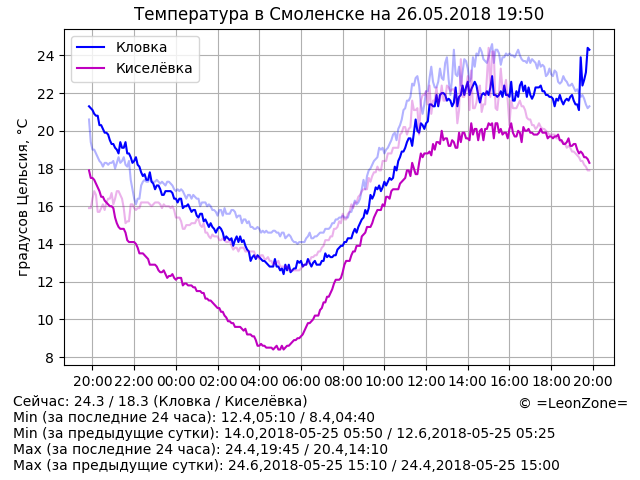 Температура в Смоленске на 26.05.2018 19:50
Кловка
Киселёвка
градусов Цельсия, °C
24
22
20
18
16
14
12
10
8
20:00 22:00 00:00 02:00 04:00 06:00 08:00 10:00 12:00 14:00 16:00 18:00 20:00
Сейчас: 24.3 / 18.3 (Кловка / Киселёвка)
© =LeonZone=
Min (за последние 24 часа): 12.4,05:10 / 8.4,04:40
Min (за предыдущие сутки): 14.0,2018-05-25 05:50 / 12.6,2018-05-25 05:25
Max (за последние 24 часа): 24.4,19:45 / 20.4,14:10
Max (за предыдущие сутки): 24.6,2018-05-25 15:10 / 24.4,2018-05-25 15:00